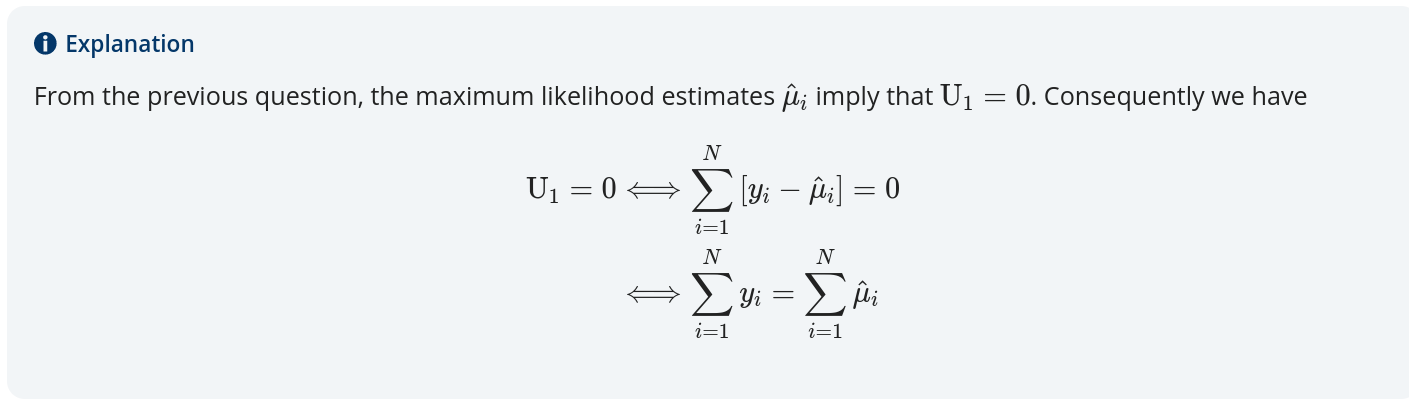 Explanation
From the previous question, the maximum likelihood estimates $\hat{\mu}_i$ imply that $\mathrm{U}_1 = 0$. Consequently we have
$\mathrm{U}_1 = 0 \Longleftrightarrow \sum_{i=1}^{N} [y_i - \hat{\mu}_i] = 0$
$\Longleftrightarrow \sum_{i=1}^{N} y_i = \sum_{i=1}^{N} \hat{\mu}_i$